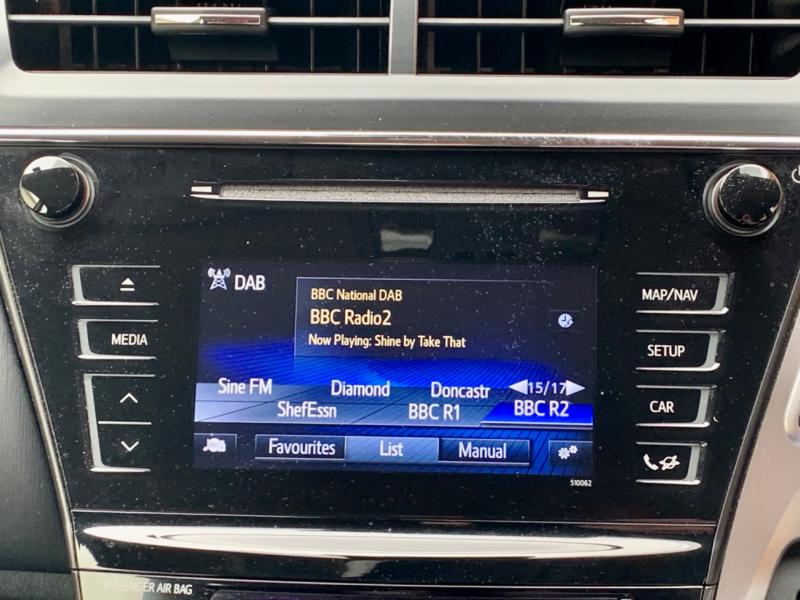 DAB
BBC National DAB
BBC Radio2
Now Playing: Shine by Take That
MAP/NAV
MEDIA
SETUP
Sine FM Diamond Doncastr 15/17
ShefEssn BBC R1 BBC R2
CAR
Favourites List Manual
510062
PASSENGER AIR BAG